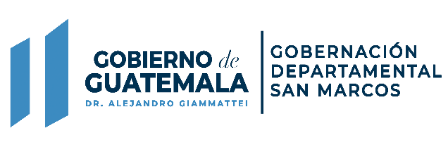 GOBIERNO de
GUATEMALA
DR. ALEJANDRO GIAMMATTEI
GOBERNACIÓN
DEPARTAMENTAL
SAN MARCOS